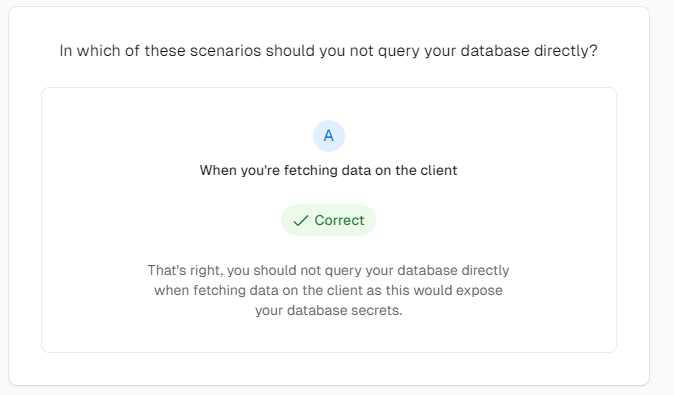 In which of these scenarios should you not query your database directly?
A
When you're fetching data on the client
Correct
That's right, you should not query your database directly
when fetching data on the client as this would expose
your database secrets.